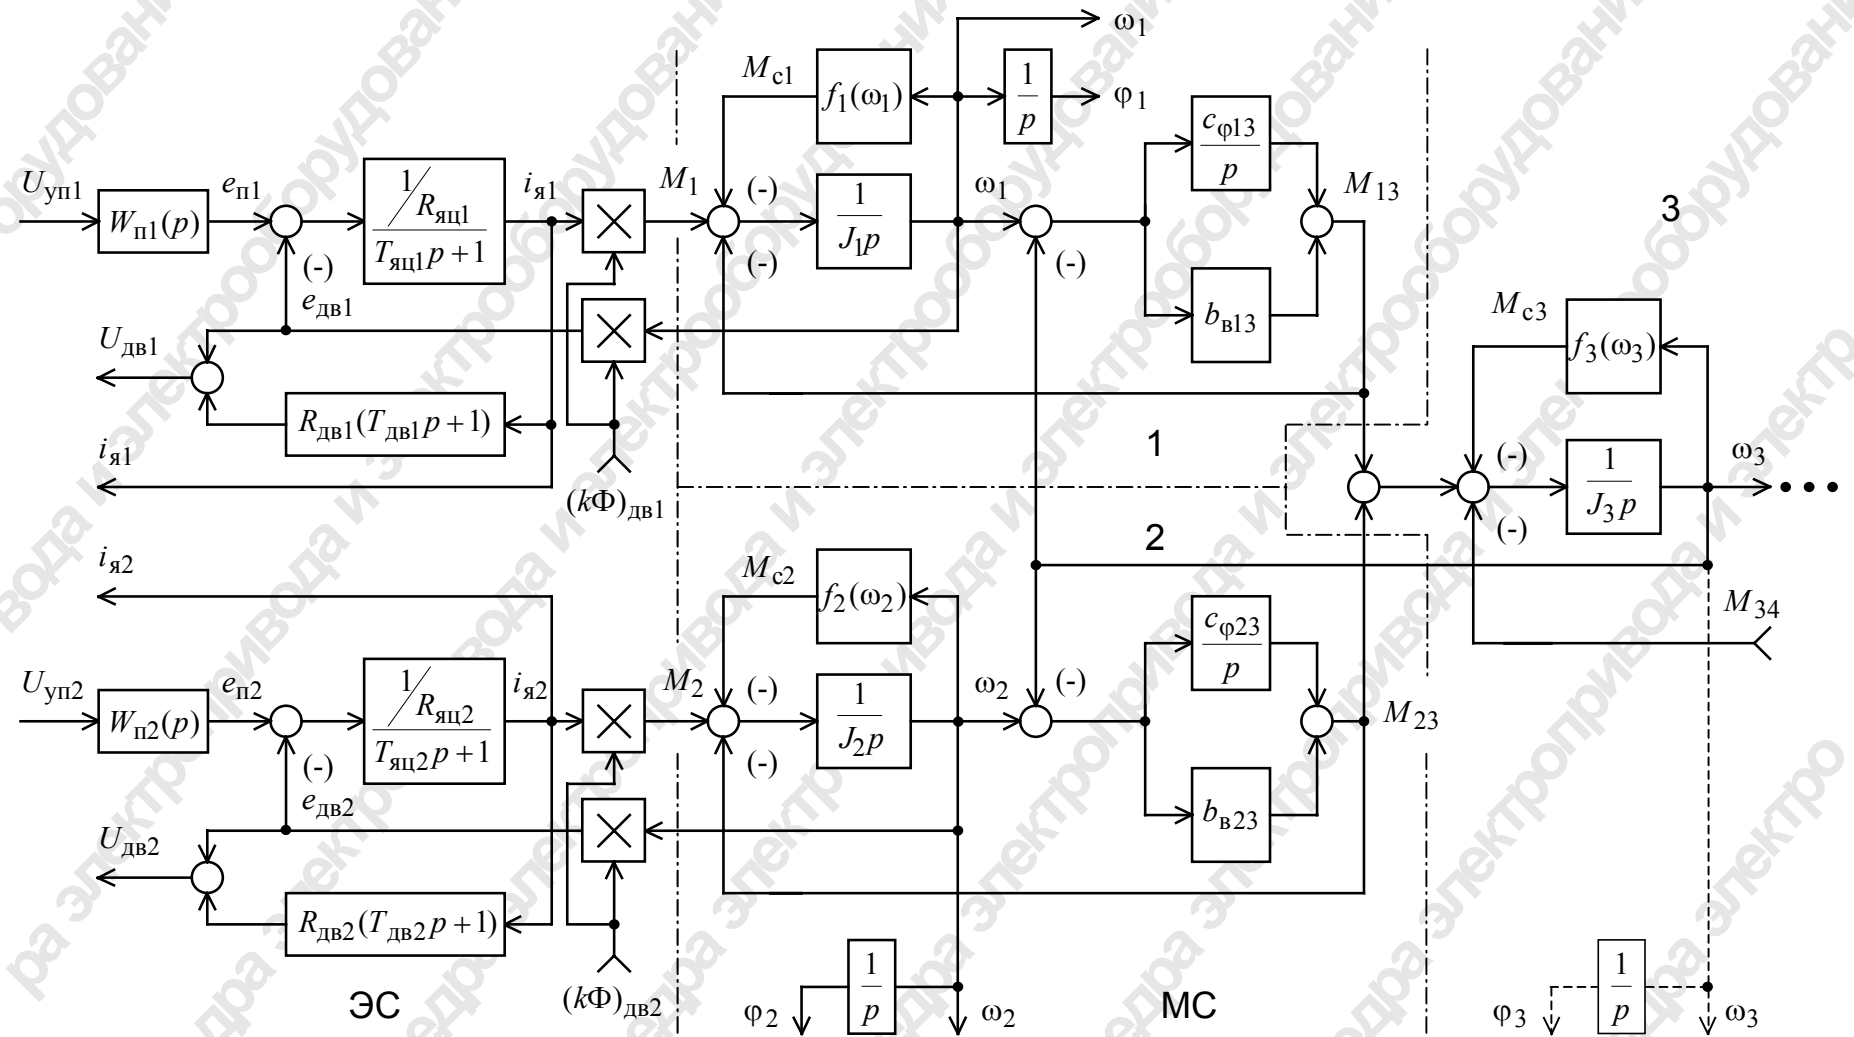 ω1
Mс1
f1(ω1)
1
p
φ1
cφ13
p
Uуп1
Wп1(p)
eп1
1/Rяц1
Tяц1p + 1
iя1
M1
(-)
1
J1p
ω1
M13
3
(-)
eдв1
(-)
(-)
bв13
Mс3
f3(ω3)
Uдв1
Rдв1(Tдв1p + 1)
iя1
(kΦ)дв1
1
(-)
1
J3p
ω3
(-)
iя2
2
Mс2
f2(ω2)
cφ23
p
M34
Uуп2
Wп2(p)
eп2
1/Rяц2
Tяц2p + 1
iя2
M2
(-)
1
J2p
ω2
(-)
M23
(-)
eдв2
(-)
bв23
Uдв2
Rдв2(Tдв2p + 1)
(kΦ)дв2
ЭС
φ2
1
p
ω2
МС
φ3
1
p
ω3